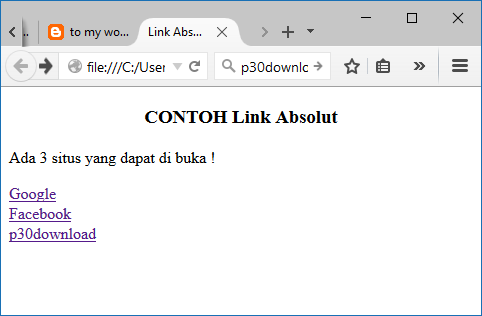 to my wo...
Link Abs...
file:///C:/User
p30downlc
CONTOH Link Absolut
Ada 3 situs yang dapat di buka !
Google
Facebook
p30download